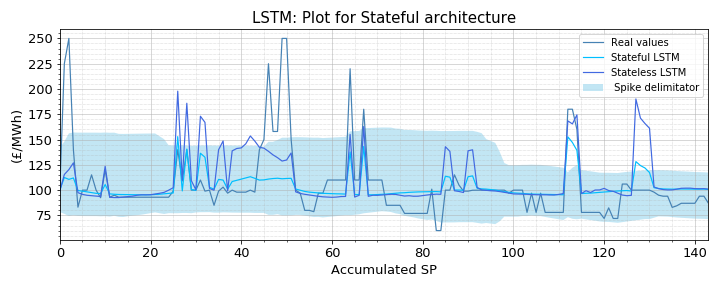 LSTM: Plot for Stateful architecture
250
225
200
175
150
125
100
75
(£/MWh)
Real values
Stateful LSTM
Stateless LSTM
Spike delimitator
0 20 40 60 80 100 120 140
Accumulated SP